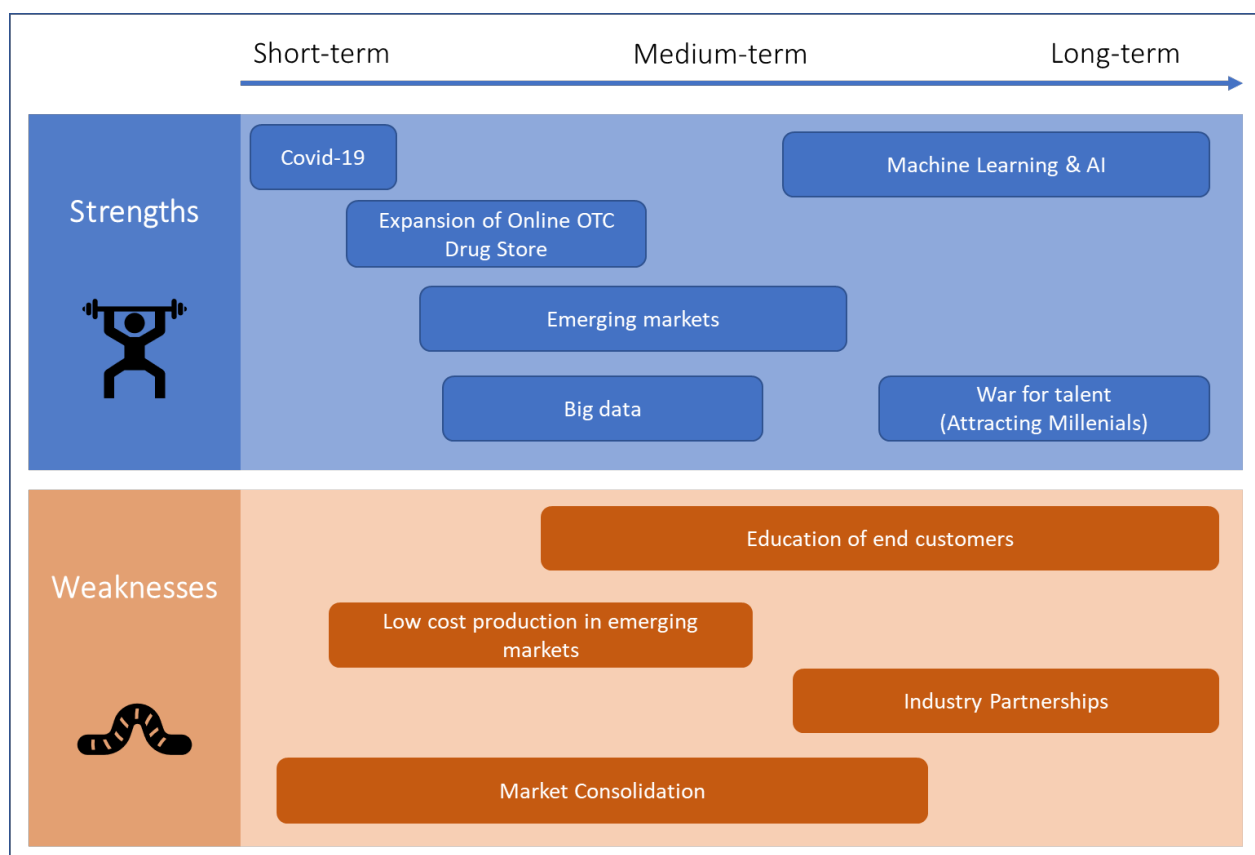 Short-term
Medium-term
Long-term
Strengths
Covid-19
Machine Learning & AI
Expansion of Online OTC
Drug Store
Emerging markets
Big data
War for talent
(Attracting Millenials)
Weaknesses
Education of end customers
Low cost production in emerging
markets
Industry Partnerships
Market Consolidation